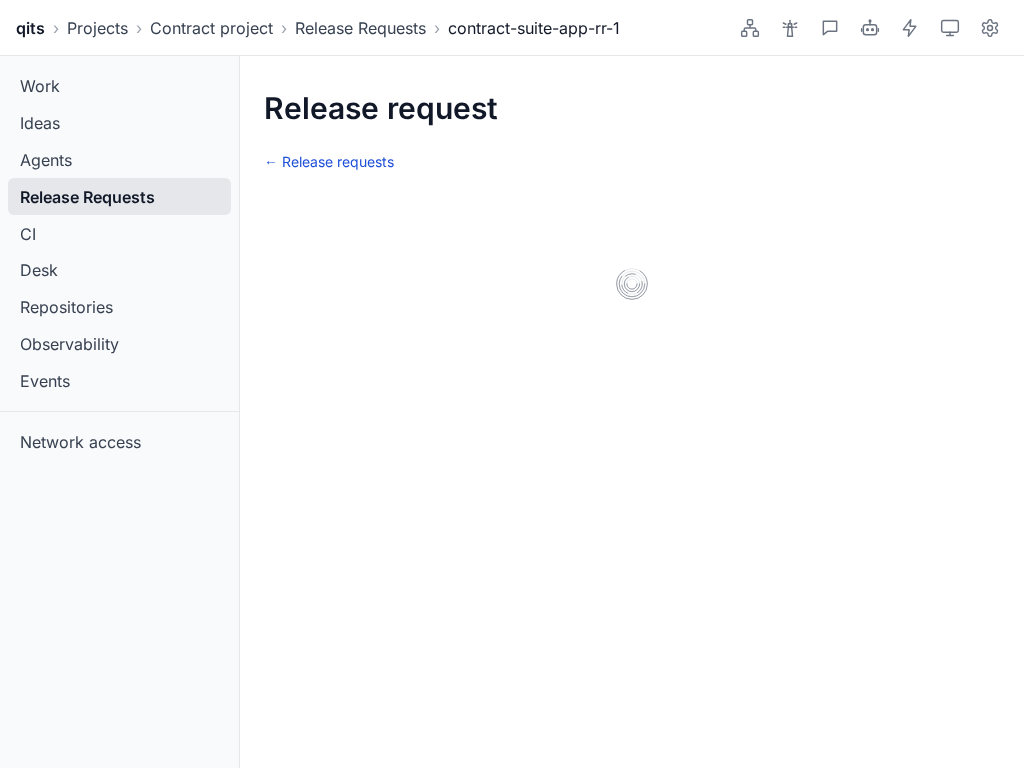 qits › Projects › Contract project › Release Requests › contract-suite-app-rr-1
Work
Ideas
Agents
Release Requests
CI
Desk
Repositories
Observability
Events
Network access
Release request
← Release requests